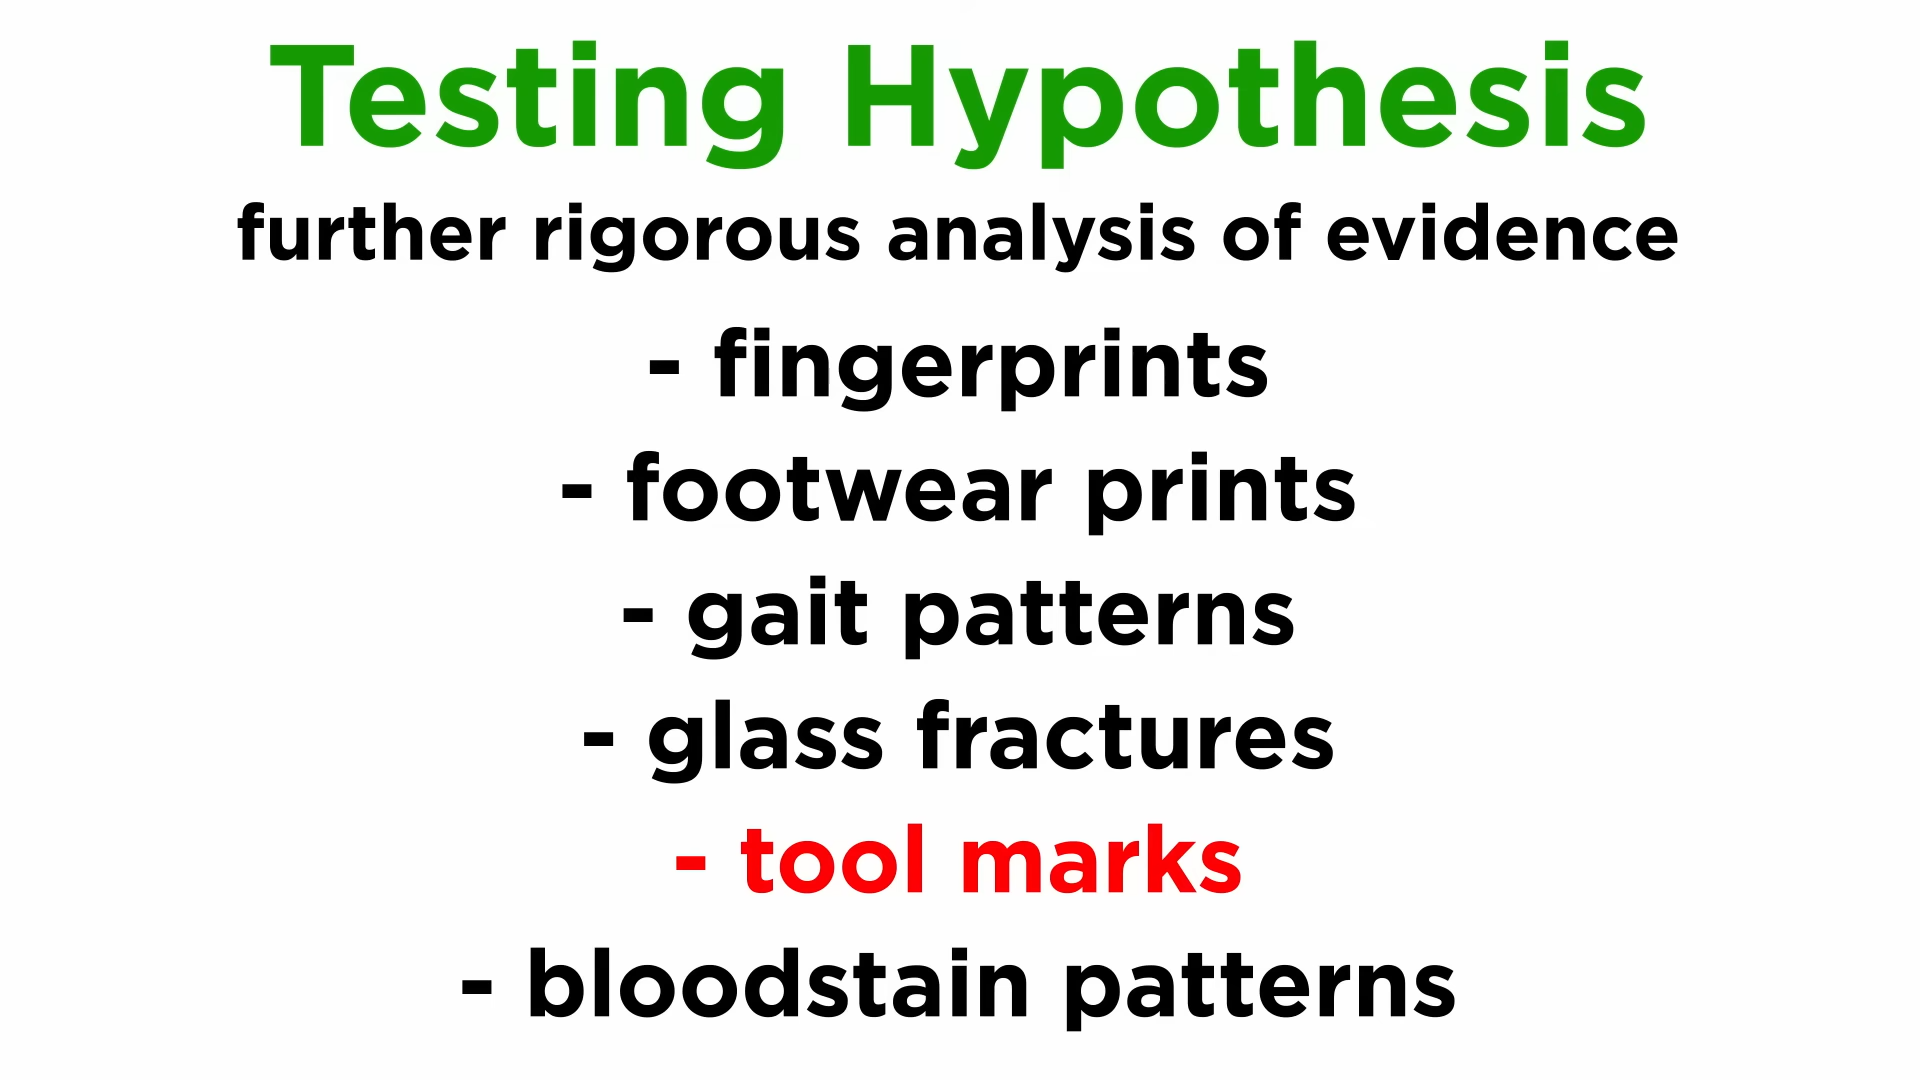 Testing Hypothesis
further rigorous analysis of evidence
- fingerprints
- footwear prints
- gait patterns
- glass fractures
- tool marks
- bloodstain patterns